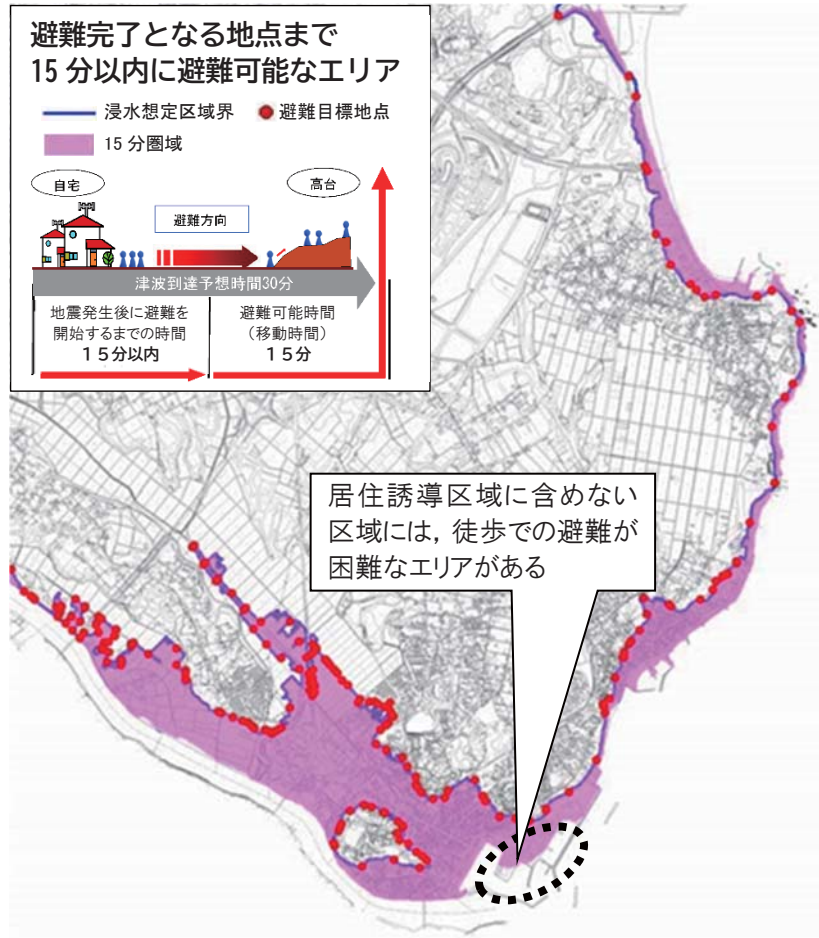 避難完了となる地点まで
15分以内に避難可能なエリア
浸水想定区域界
避難目標地点
15分圏域
自宅
高台
避難方向
津波到達予想時間30分
地震発生後に避難を
開始するまでの時間
15分以内
避難可能時間
(移動時間)
15分
居住誘導区域に含めない
区域には，徒歩での避難が
困難なエリアがある